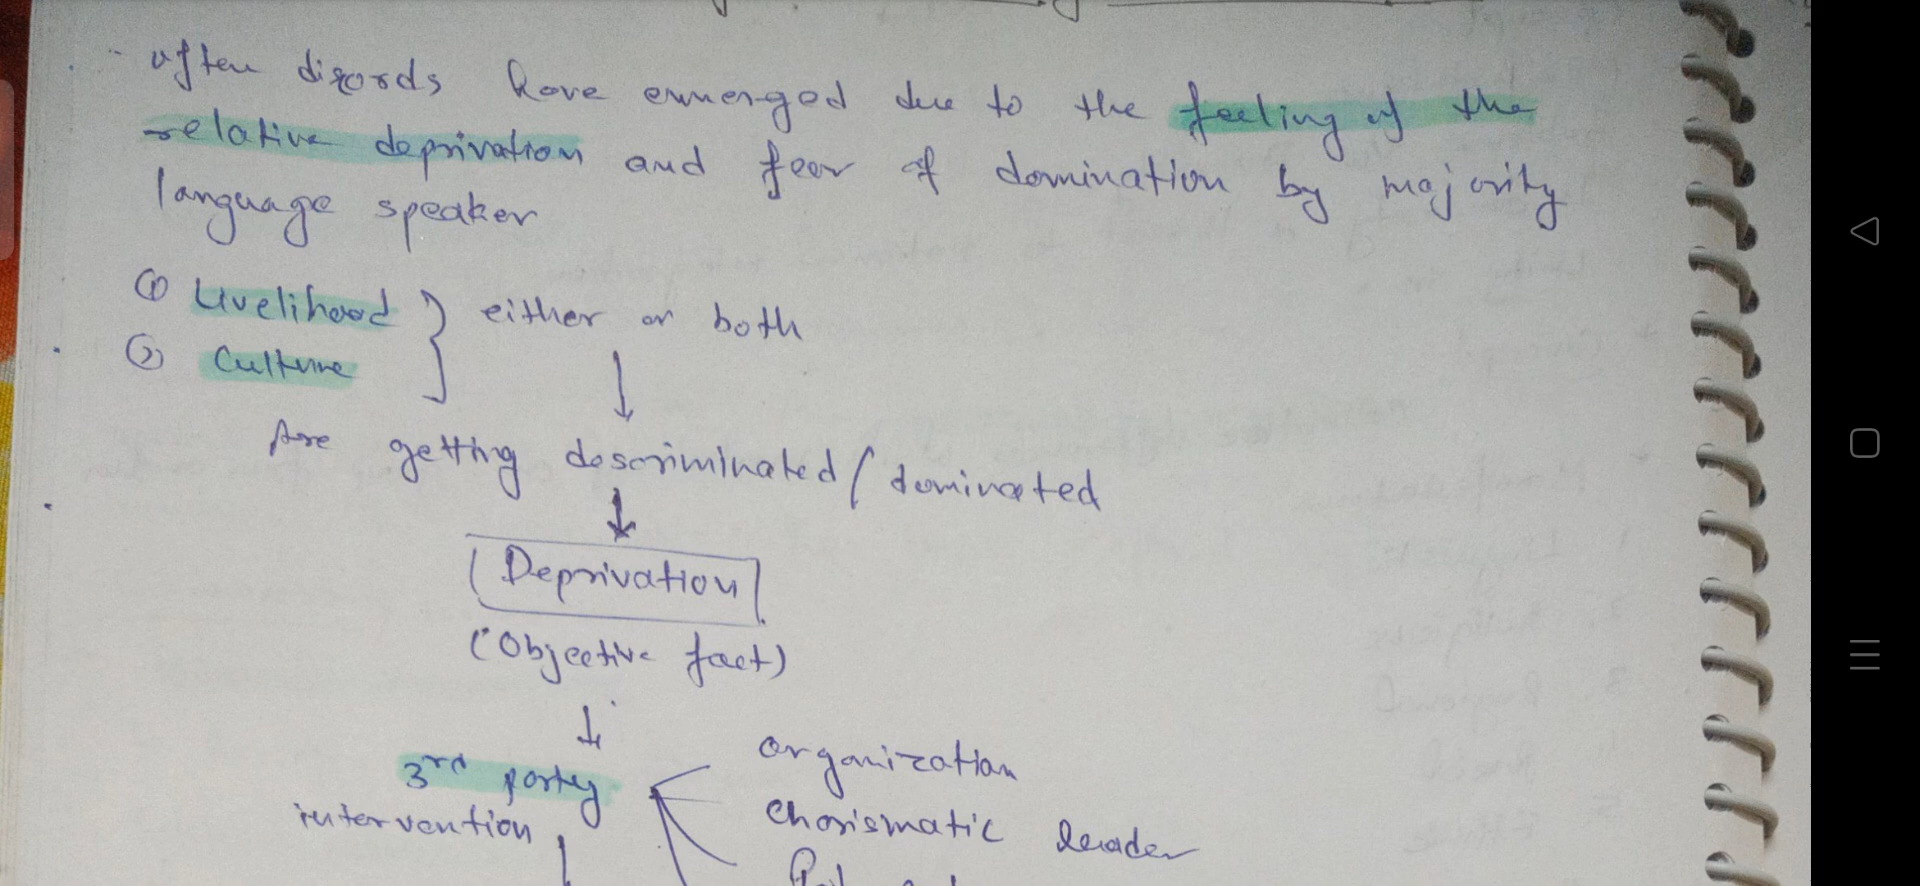 often discords have emmerged due to the feeling of the
relative deprivation and fear of domination by majority
language speaker
① Livelihood
② Culture
either or both
Are getting descriminated / dominated
Deprivation
(Objective fact)
3rd party
intervention
organization
charismatic leader